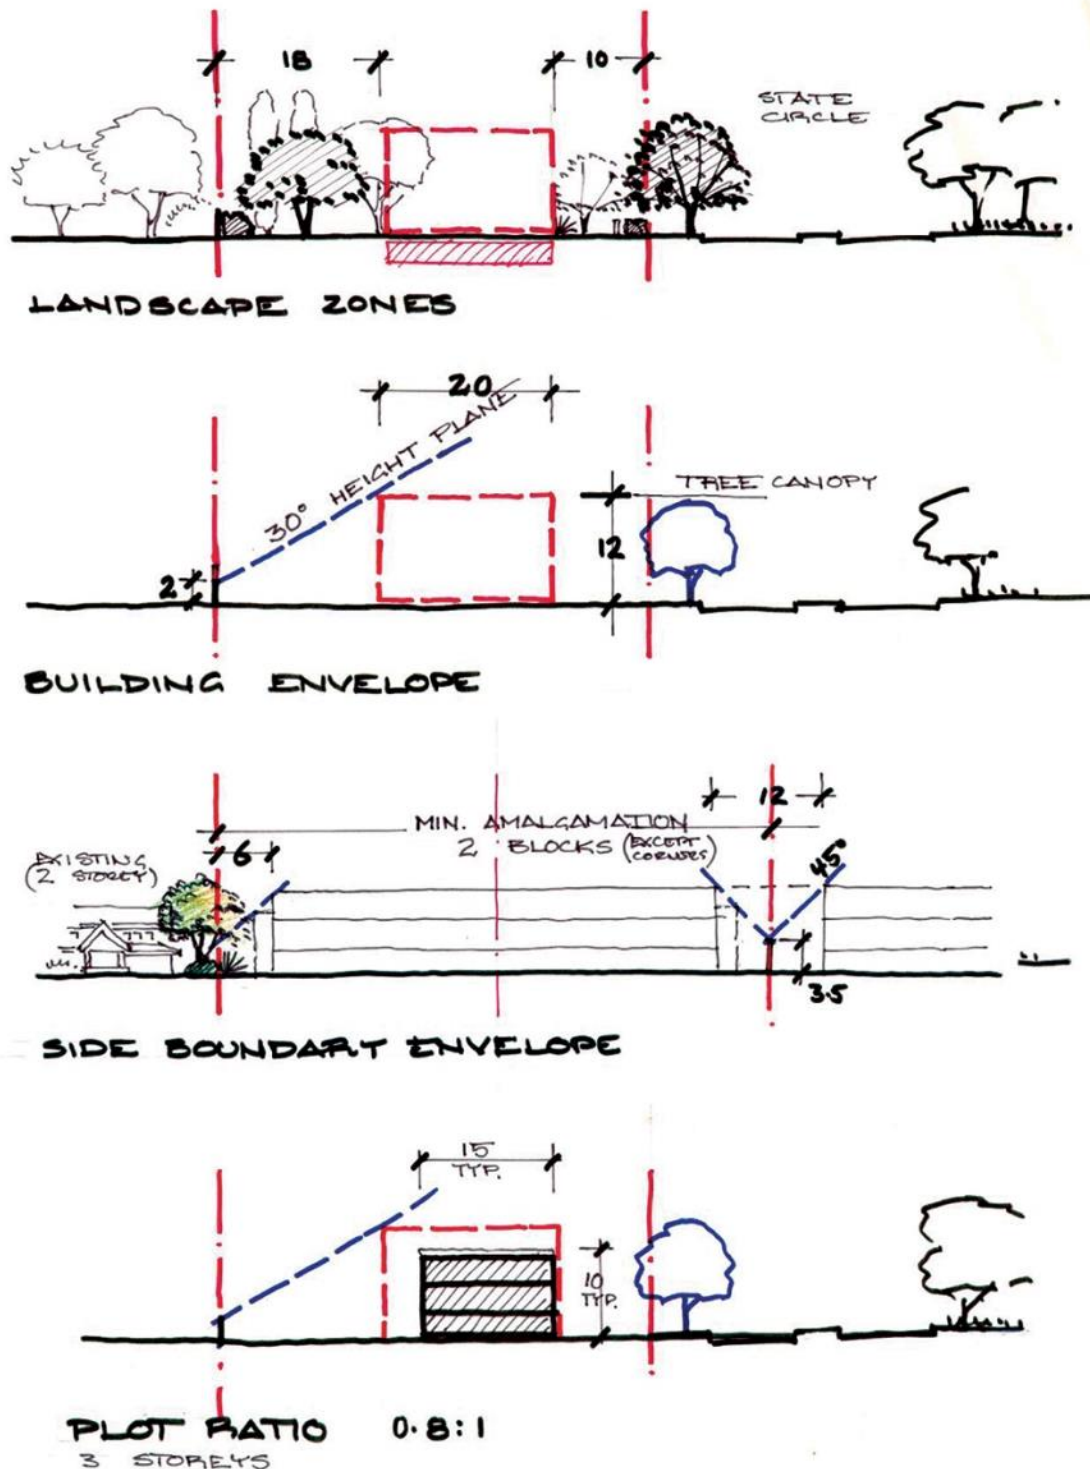 18
10
STATE
CIRCLE
LANDSCAPE ZONES
20
30° HEIGHT PLANE
TREE CANOPY
12
2
BUILDING ENVELOPE
12
MIN. AMALGAMATION
2 BLOCKS (EXCEPT
CORNERS)
6
EXISTING
(2 STOREY)
45°
3.5
SIDE BOUNDARY ENVELOPE
15
TYP.
10
TYP.
PLOT RATIO 0.8:1
3 STOREYS